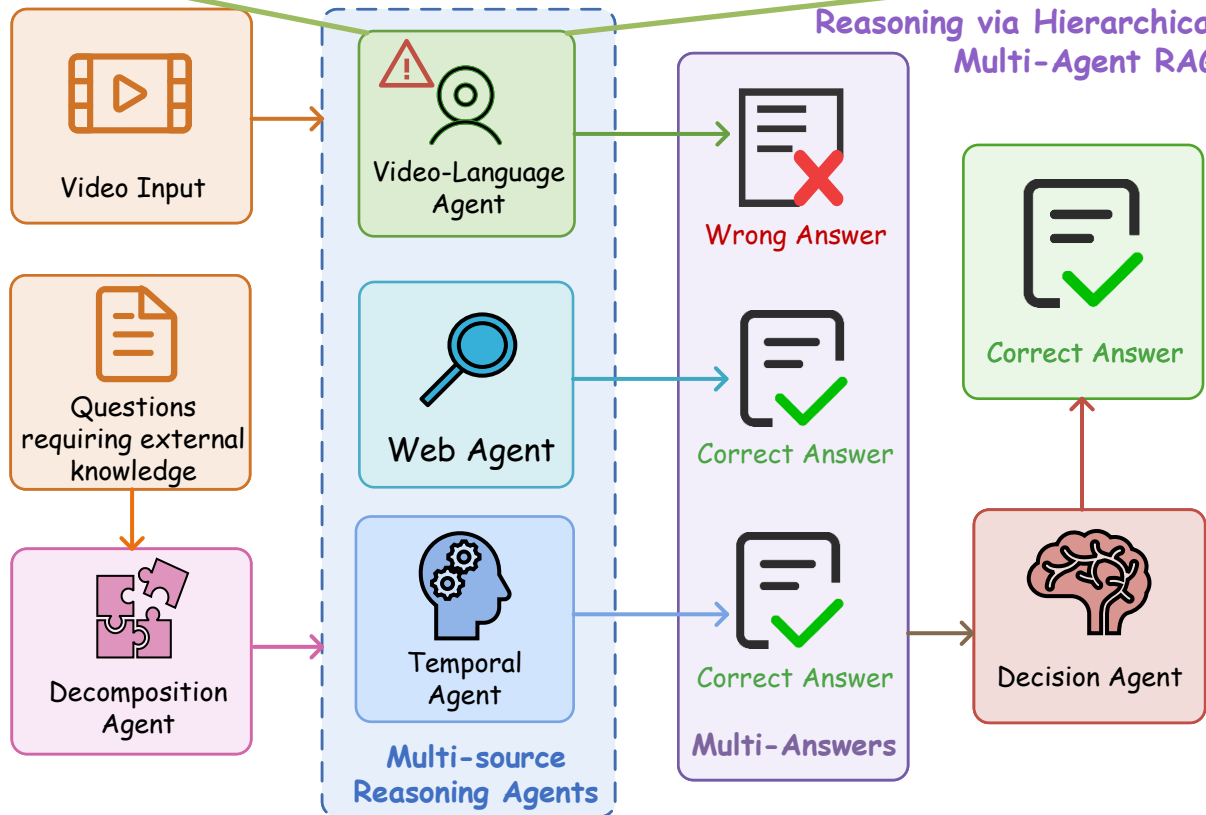 Reasoning via Hierarchica
Multi-Agent RAG
Video Input
Video-Language
Agent
Wrong Answer
Questions
requiring external
knowledge
Web Agent
Correct Answer
Correct Answer
Decomposition
Agent
Temporal
Agent
Correct Answer
Decision Agent
Multi-source
Reasoning Agents
Multi-Answers